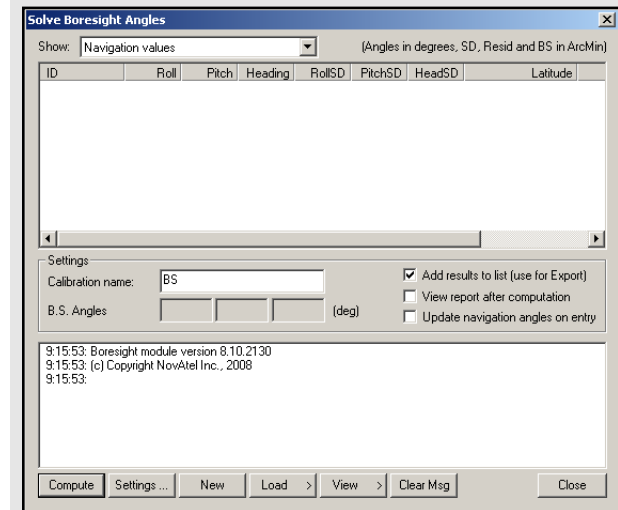 Solve Boresight Angles
Show: Navigation values (Angles in degrees, SD, Resid and BS in ArcMin)
ID Roll Pitch Heading RollSD PitchSD HeadSD Latitude
Settings
Calibration name: BS
Add results to list (use for Export)
View report after computation
B.S. Angles (deg)
Update navigation angles on entry
9:15:53: Boresight module version 8.10.2130
9:15:53: (c) Copyright NovAtel Inc., 2008
9:15:53:
Compute Settings ... New Load > View > Clear Msg Close